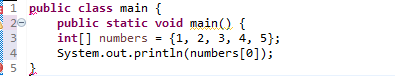 1 public class main {
2 public static void main() {
3 int[] numbers = {1, 2, 3, 4, 5};
4 System.out.println(numbers[0]);
5 }